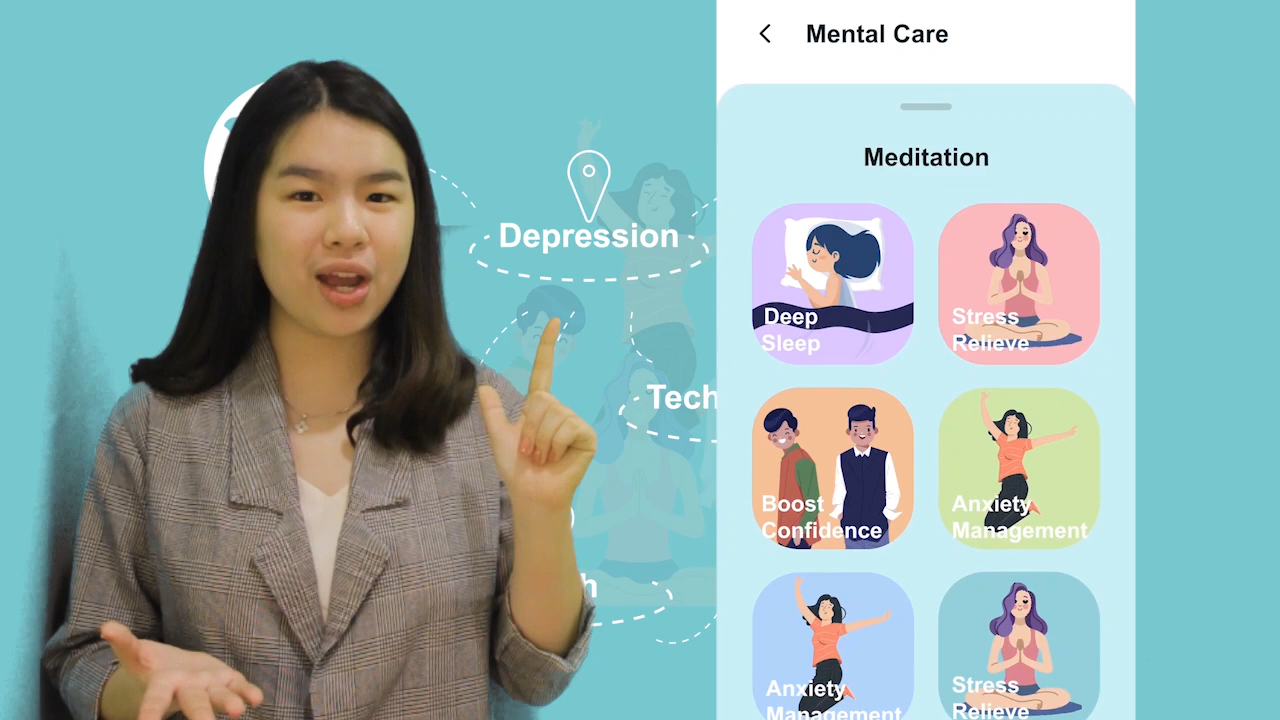 Mental Care
Meditation
Depression
Deep
Sleep
Stress
Relieve
Tech
Boost
Confidence
Anxiety
Management
h
Anxiety
Management
Stress
Relieve